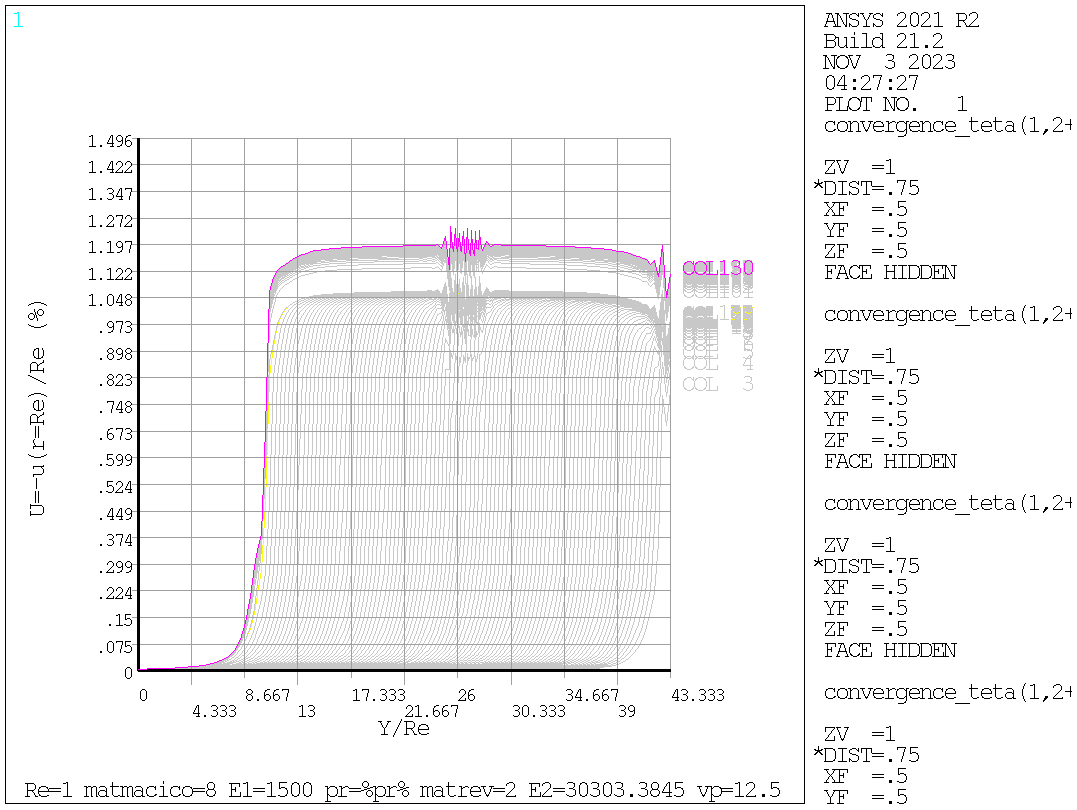 1
ANSYS 2021 R2
Build 21.2
NOV 3 2023
04:27:27
PLOT NO. 1
convergence_teta(1,2+
ZV =1
*DIST=.75
XF =.5
YF =.5
ZF =.5
FACE HIDDEN
convergence_teta(1,2+
ZV =1
*DIST=.75
XF =.5
YF =.5
ZF =.5
FACE HIDDEN
convergence_teta(1,2+
ZV =1
*DIST=.75
XF =.5
YF =.5
ZF =.5
FACE HIDDEN
convergence_teta(1,2+
ZV =1
*DIST=.75
XF =.5
YF =.5
U=-u(r=Re)/Re (%)
1.496
1.422
1.347
1.272
1.197
1.122
1.048
.973
.898
.823
.748
.673
.599
.524
.449
.374
.299
.224
.15
.075
0
COL130
COL 4
COL 3
0 8.667 17.333 26 34.667 43.333
4.333 13 21.667 30.333 39
Y/Re
Re=1 matmacico=8 E1=1500 pr=%pr% matrev=2 E2=30303.3845 vp=12.5